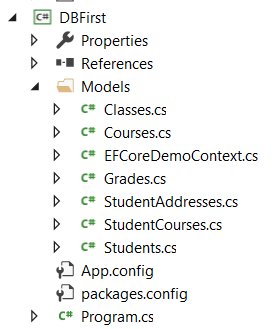 DBFirst
Properties
References
Models
C# Classes.cs
C# Courses.cs
C# EFCoreDemoContext.cs
C# Grades.cs
C# StudentAddresses.cs
C# StudentCourses.cs
C# Students.cs
App.config
packages.config
C# Program.cs